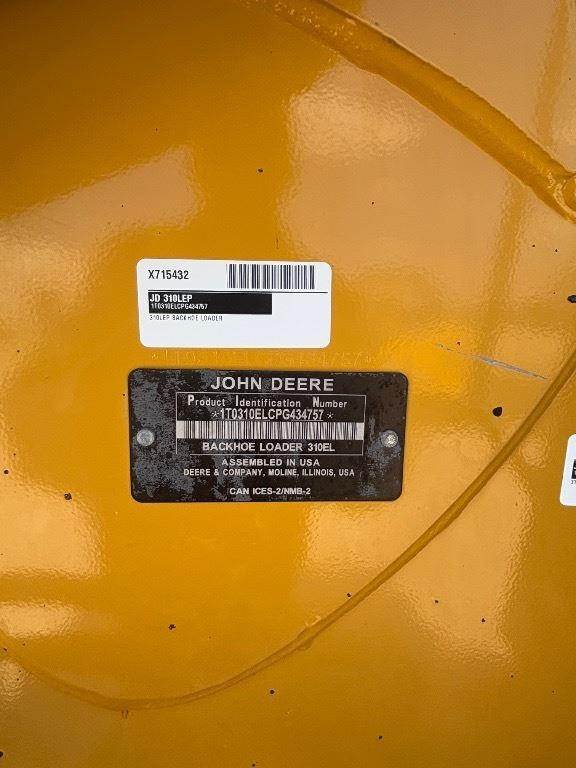 X715432
JD 310LEP
1T0310ELCPG434757
310LEP BACKHOE LOADER
1T0310ELCPG434757
JOHN DEERE
Product Identification Number
*1T0310ELCPG434757*
BACKHOE LOADER 310EL
ASSEMBLED IN USA
DEERE & COMPANY, MOLINE, ILLINOIS, USA
CAN ICES-2/NMB-2